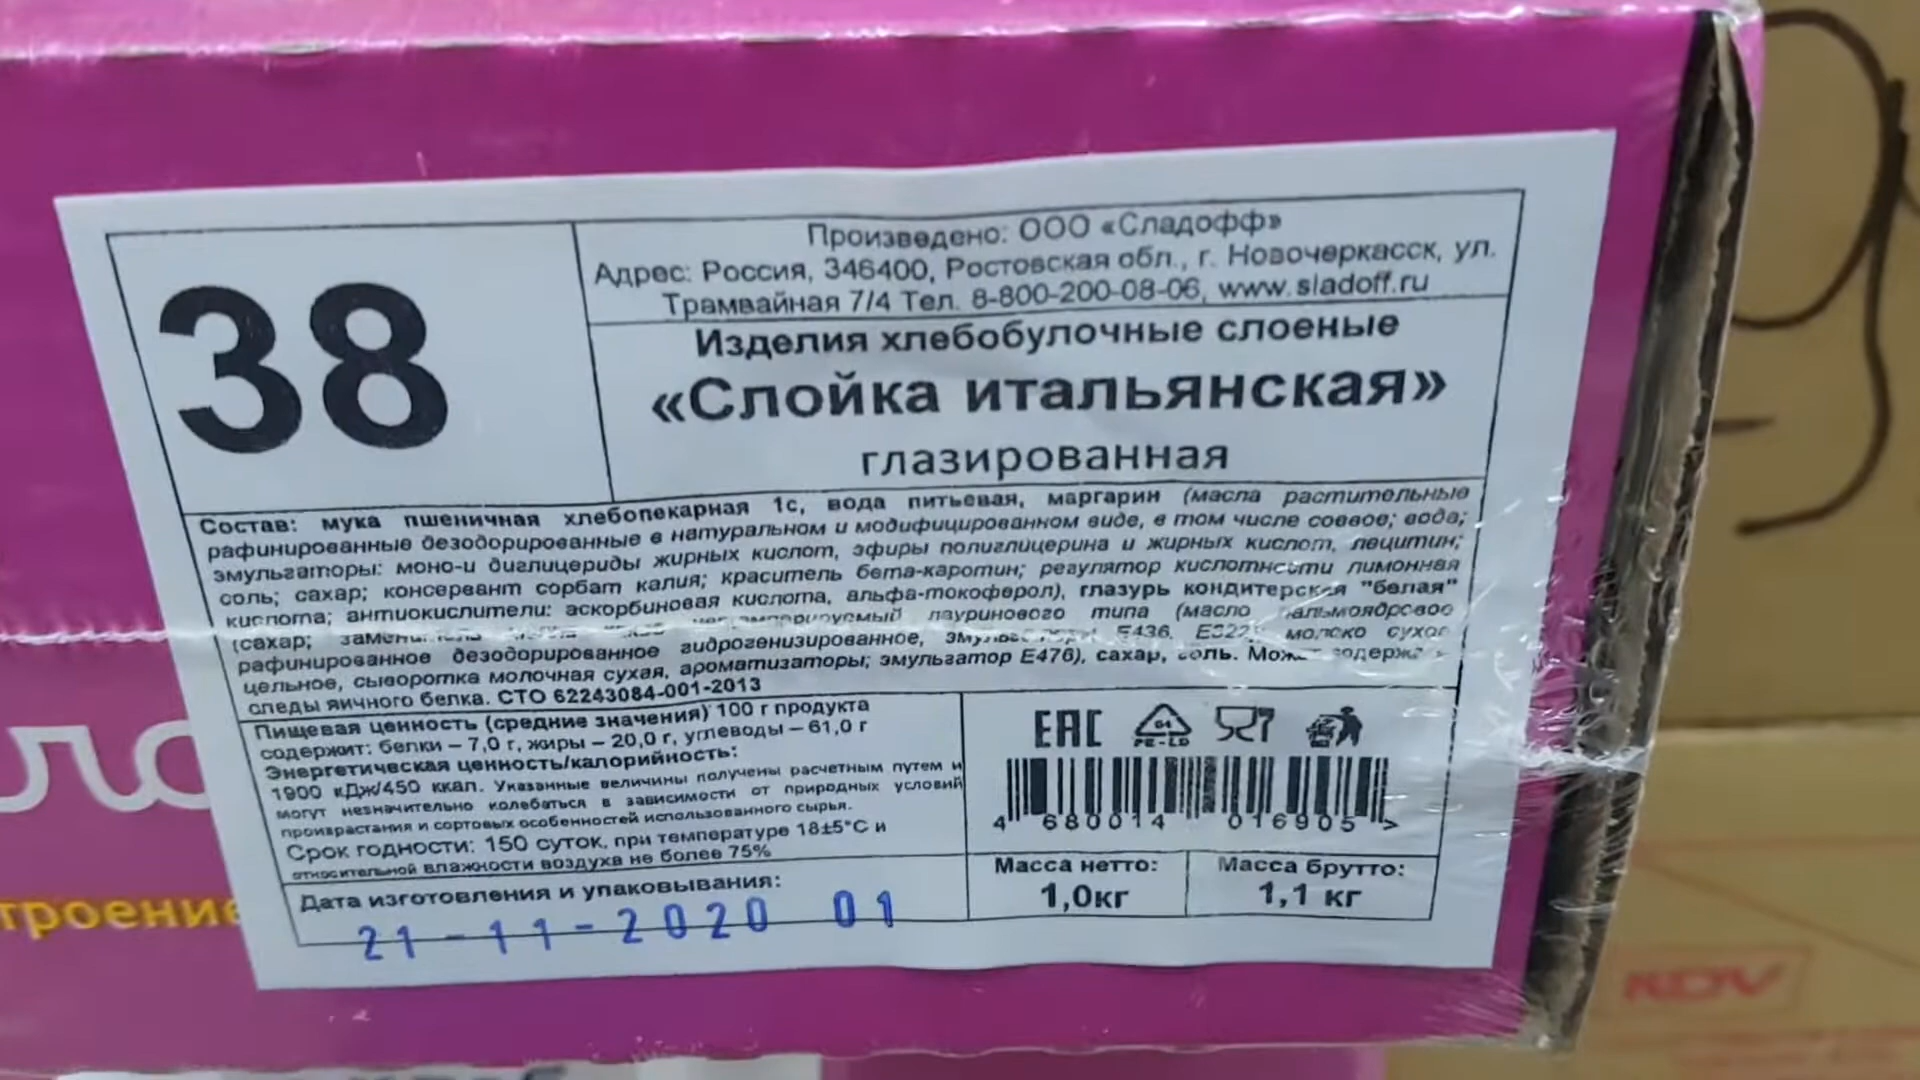 38
Произведено: ООО «Сладофф»
Адрес: Россия, 346400, Ростовская обл., г. Новочеркасск, ул.
Трамвайная 7/4 Тел. 8-800-200-08-06, www.sladoff.ru
Изделия хлебобулочные слоеные
«Слойка итальянская»
глазированная
Состав: мука пшеничная хлебопекарная 1с, вода питьевая, маргарин (масла растительные
рафинированные дезодорированные в натуральном и модифицированном виде, в том числе соевое; вода;
эмульгаторы: моно-и диглицериды жирных кислот, эфиры полиглицерина и жирных кислот, лецитин;
соль; сахар; консервант сорбат калия; краситель бета-каротин; регулятор кислотности лимонная
кислота; антиокислители: аскорбиновая кислота, альфа-токоферол), глазурь кондитерская "белая"
(сахар; лауринового типа (масло пальмоядровое
рафинированное дезодорированное гидрогенизированное, E436, E322); молоко сухое
цельное, сыворотка молочная сухая, ароматизаторы; эмульгатор E476), сахар, соль. Может содержать
следы яичного белка. СТО 62243084-001-2013
Пищевая ценность (средние значения) 100 г продукта
содержит: белки – 7,0 г, жиры – 20,0 г, углеводы – 61,0 г
Энергетическая ценность/калорийность:
1900 кДж/450 ккал. Указанные величины получены расчетным путем и
могут незначительно колебаться в зависимости от природных условий
произрастания и сортовых особенностей использованного сырья.
Срок годности: 150 суток, при температуре 18±5°С и
относительной влажности воздуха не более 75%
Дата изготовления и упаковывания:
21-11-2020 01
EAC
04
PE-LD
4 680014 016905 >
Масса нетто:
1,0кг
Масса брутто:
1,1 кг
ло
троение
KDV